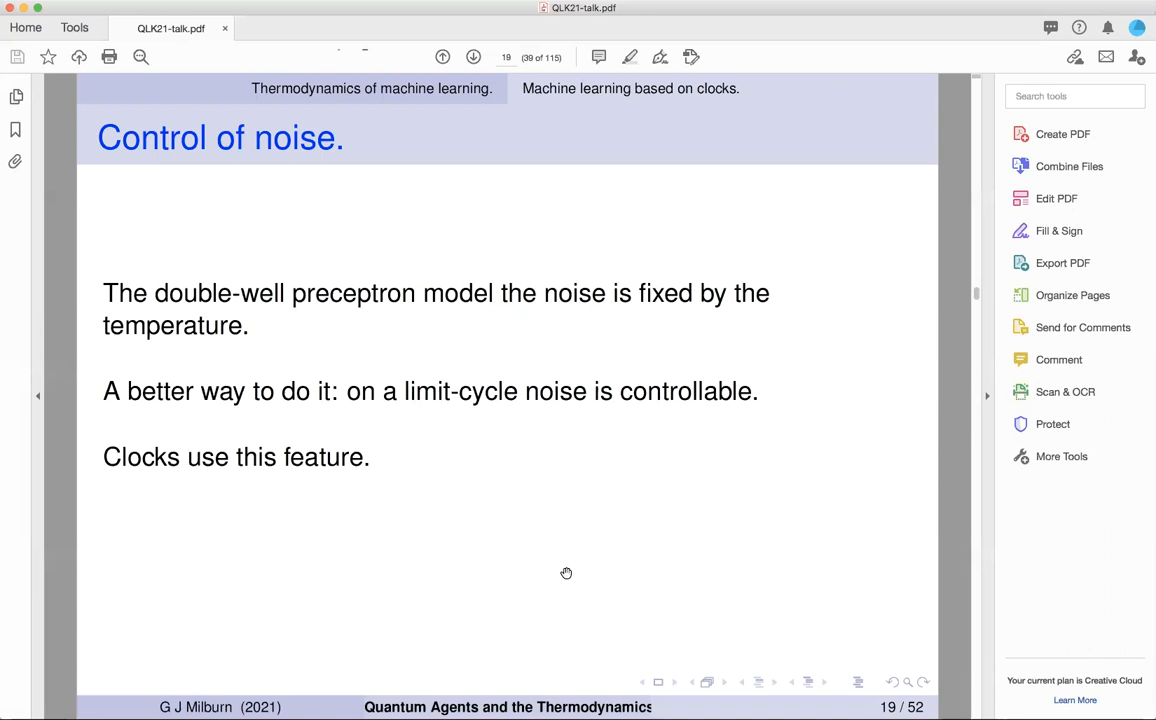 QLK21-talk.pdf
Home
Tools
QLK21-talk.pdf ×
19 (39 of 115)
Thermodynamics of machine learning.
Machine learning based on clocks.
Control of noise.
The double-well preceptron model the noise is fixed by the
temperature.
A better way to do it: on a limit-cycle noise is controllable.
Clocks use this feature.
G J Milburn (2021)
Quantum Agents and the Thermodynamics
19 / 52
Search tools
Create PDF
Combine Files
Edit PDF
Fill & Sign
Export PDF
Organize Pages
Send for Comments
Comment
Scan & OCR
Protect
More Tools
Your current plan is Creative Cloud
Learn More